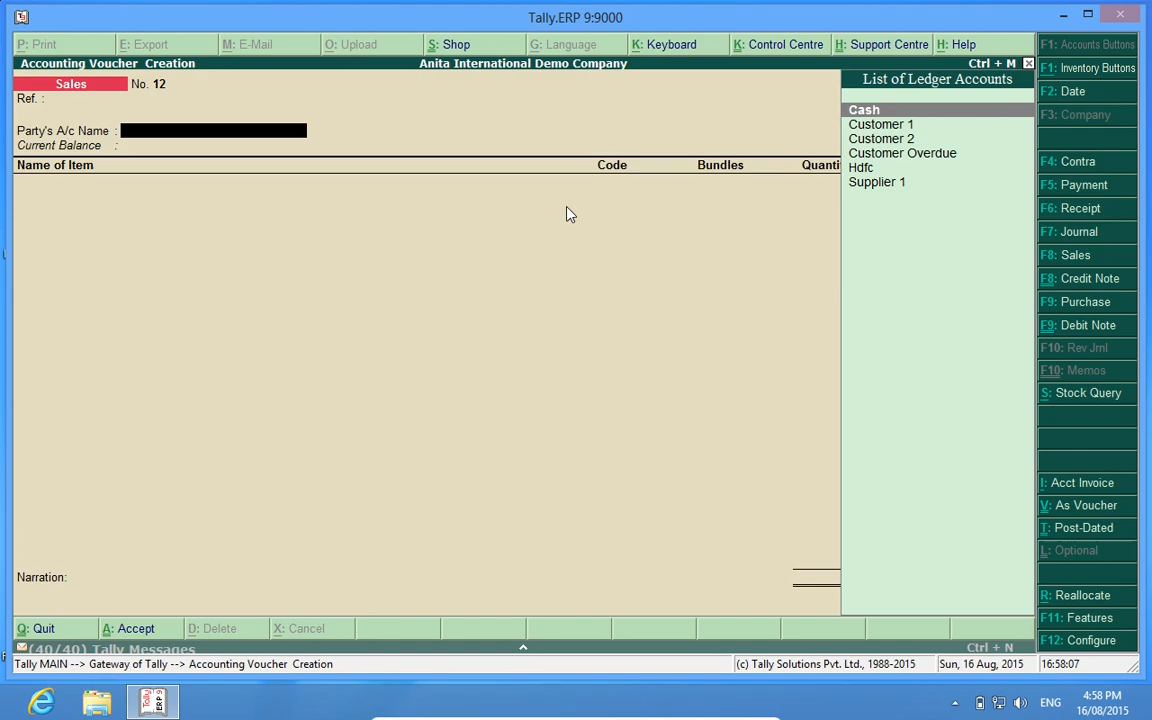 Tally.ERP 9:9000
P: Print
E: Export
M: E-Mail
O: Upload
S: Shop
G: Language
K: Keyboard
K: Control Centre
H: Support Centre
H: Help
Accounting Voucher Creation
Anita International Demo Company
Ctrl + M
Sales
No. 12
Ref. :
Party's A/c Name :
Current Balance :
Name of Item
Code
Bundles
Quanti
Narration:
List of Ledger Accounts
Cash
Customer 1
Customer 2
Customer Overdue
Hdfc
Supplier 1
F1: Accounts Buttons
F1: Inventory Buttons
F2: Date
F3: Company
F4: Contra
F5: Payment
F6: Receipt
F7: Journal
F8: Sales
F8: Credit Note
F9: Purchase
F9: Debit Note
F10: Rev Jrnl
F10: Memos
S: Stock Query
I: Acct Invoice
V: As Voucher
T: Post-Dated
L: Optional
R: Reallocate
F11: Features
F12: Configure
Q: Quit
A: Accept
D: Delete
X: Cancel
(40/40) Tally Messages
Ctrl + N
Tally MAIN --> Gateway of Tally --> Accounting Voucher Creation
(c) Tally Solutions Pvt. Ltd., 1988-2015
Sun, 16 Aug, 2015
16:58:07
Tally
ERP 9
ENG
4:58 PM
16/08/2015